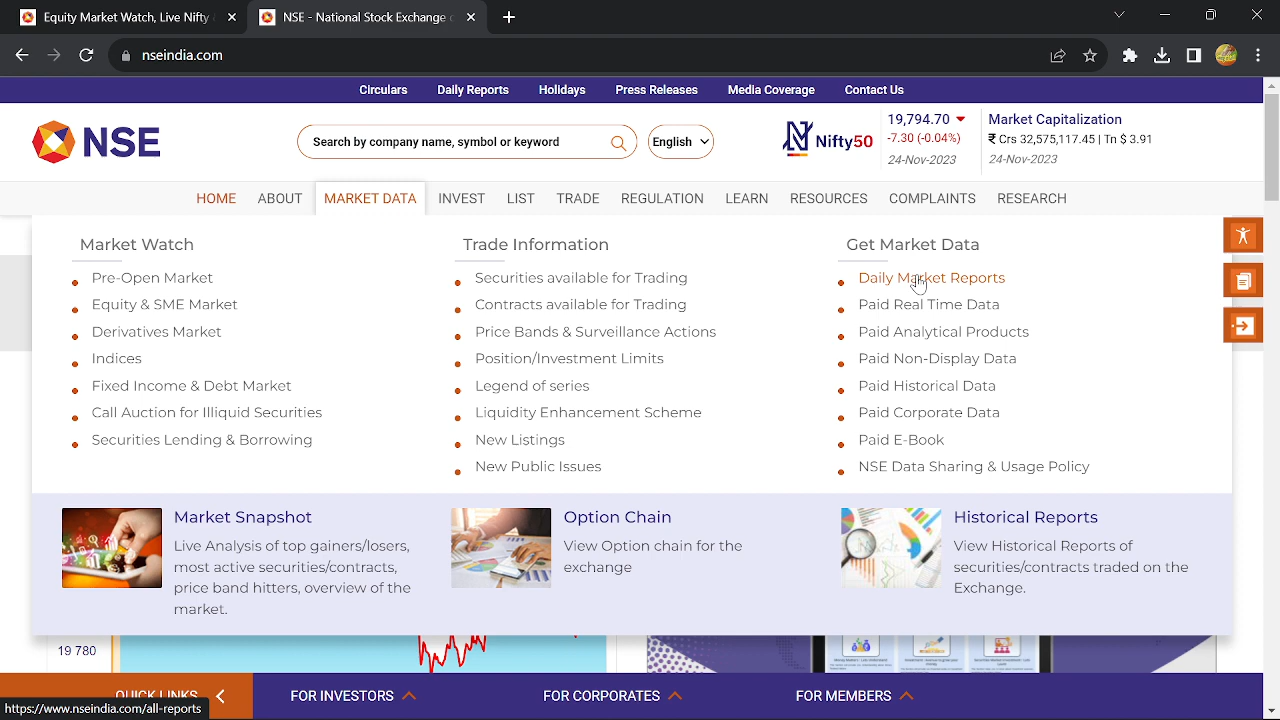 Equity Market Watch, Live Nifty
NSE - National Stock Exchange
nseindia.com
Circulars
Daily Reports
Holidays
Press Releases
Media Coverage
Contact Us
NSE
Search by company name, symbol or keyword
English
Nifty50
19,794.70
-7.30 (-0.04%)
24-Nov-2023
Market Capitalization
₹ Crs 32,575,117.45 | Tn $ 3.91
24-Nov-2023
HOME
ABOUT
MARKET DATA
INVEST
LIST
TRADE
REGULATION
LEARN
RESOURCES
COMPLAINTS
RESEARCH
Market Watch
Pre-Open Market
Equity & SME Market
Derivatives Market
Indices
Fixed Income & Debt Market
Call Auction for Illiquid Securities
Securities Lending & Borrowing
Trade Information
Securities available for Trading
Contracts available for Trading
Price Bands & Surveillance Actions
Position/Investment Limits
Legend of series
Liquidity Enhancement Scheme
New Listings
New Public Issues
Get Market Data
Daily Market Reports
Paid Real Time Data
Paid Analytical Products
Paid Non-Display Data
Paid Historical Data
Paid Corporate Data
Paid E-Book
NSE Data Sharing & Usage Policy
Market Snapshot
Live Analysis of top gainers/losers,
most active securities/contracts,
price band hitters, overview of the
market.
Option Chain
View Option chain for the
exchange
Historical Reports
View Historical Reports of
securities/contracts traded on the
Exchange.
19 780
QUICK LINKS
FOR INVESTORS
FOR CORPORATES
FOR MEMBERS
https://www.nseindia.com/all-reports